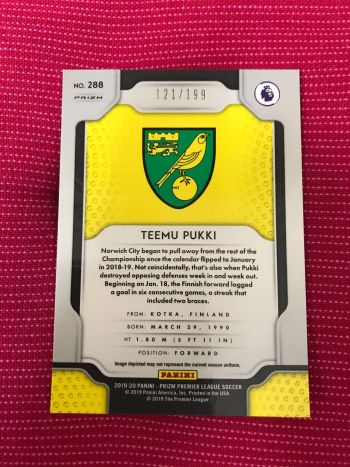 NO. 288
PRIZM
121/199
TEEMU PUKKI
Norwich City began to pull away from the rest of the
Championship once the calendar flipped to January
in 2018-19. Not coincidentally, that's also when Pukki
destroyed opposing defenses week in and week out.
Beginning on Jan. 18, the Finnish forward logged
a goal in six consecutive games, a streak that
included two braces.
FROM: KOTKA, FINLAND
BORN: MARCH 29, 1990
HT 1.80 M [5 FT 11 IN]
POSITION: FORWARD
Image depicted may not represent the current season uniform.
PANINI
2019-20 PANINI - PRIZM PREMIER LEAGUE SOCCER
© 2019 Panini America, Inc. Printed in the USA.
© 2019 The Premier League